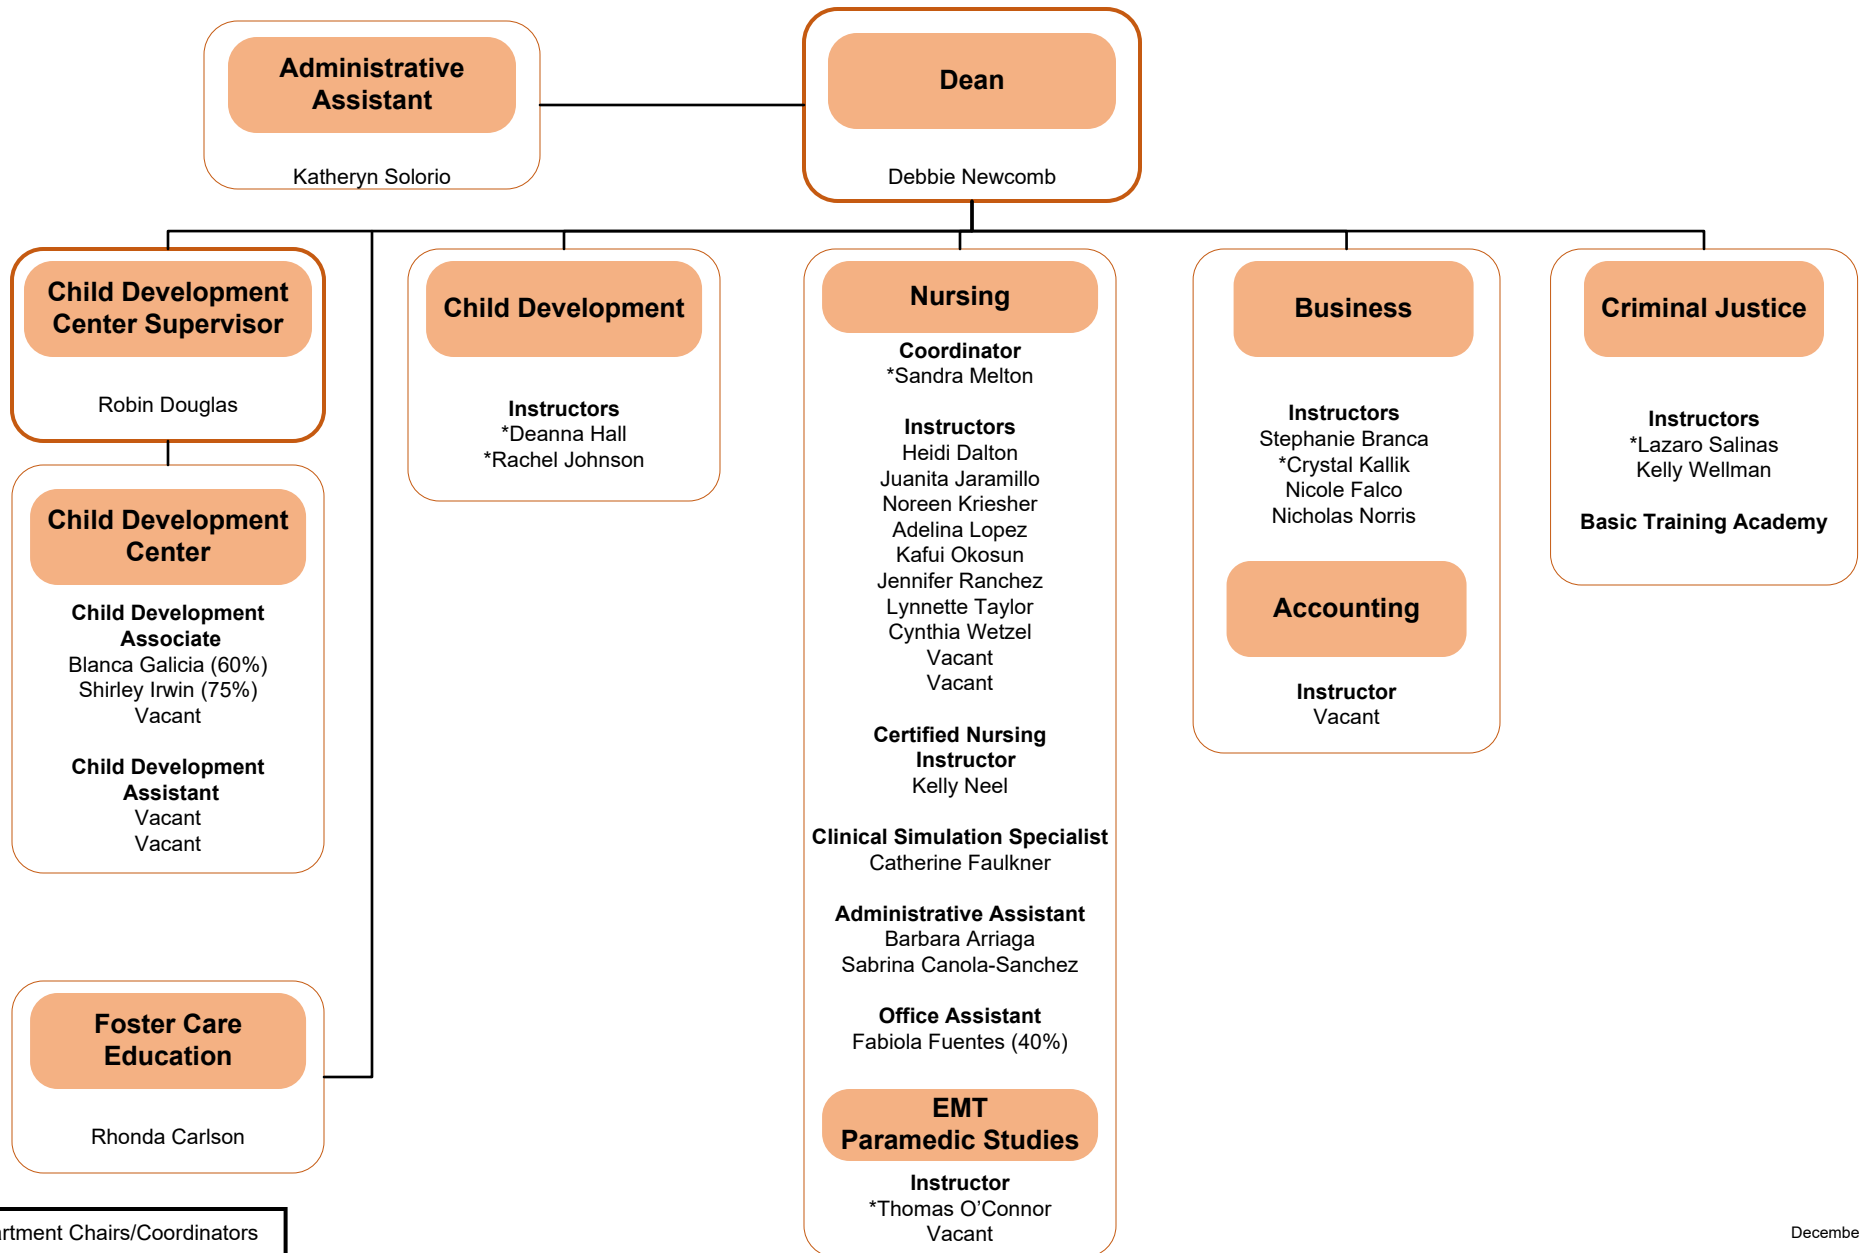 Administrative
Assistant
Katheryn Solorio
Dean
Debbie Newcomb
Child Development
Center Supervisor
Robin Douglas
Child Development
Center
Child Development
Associate
Blanca Galicia (60%)
Shirley Irwin (75%)
Vacant
Child Development
Assistant
Vacant
Vacant
Foster Care
Education
Rhonda Carlson
Child Development
Instructors
*Deanna Hall
*Rachel Johnson
Nursing
Coordinator
*Sandra Melton
Instructors
Heidi Dalton
Juanita Jaramillo
Noreen Kriesher
Adelina Lopez
Kafui Okosun
Jennifer Ranchez
Lynnette Taylor
Cynthia Wetzel
Vacant
Vacant
Certified Nursing
Instructor
Kelly Neel
Clinical Simulation Specialist
Catherine Faulkner
Administrative Assistant
Barbara Arriaga
Sabrina Canola-Sanchez
Office Assistant
Fabiola Fuentes (40%)
EMT
Paramedic Studies
Instructor
*Thomas O’Connor
Vacant
Business
Instructors
Stephanie Branca
*Crystal Kallik
Nicole Falco
Nicholas Norris
Accounting
Instructor
Vacant
Criminal Justice
Instructors
*Lazaro Salinas
Kelly Wellman
Basic Training Academy
artment Chairs/Coordinators
Decembe